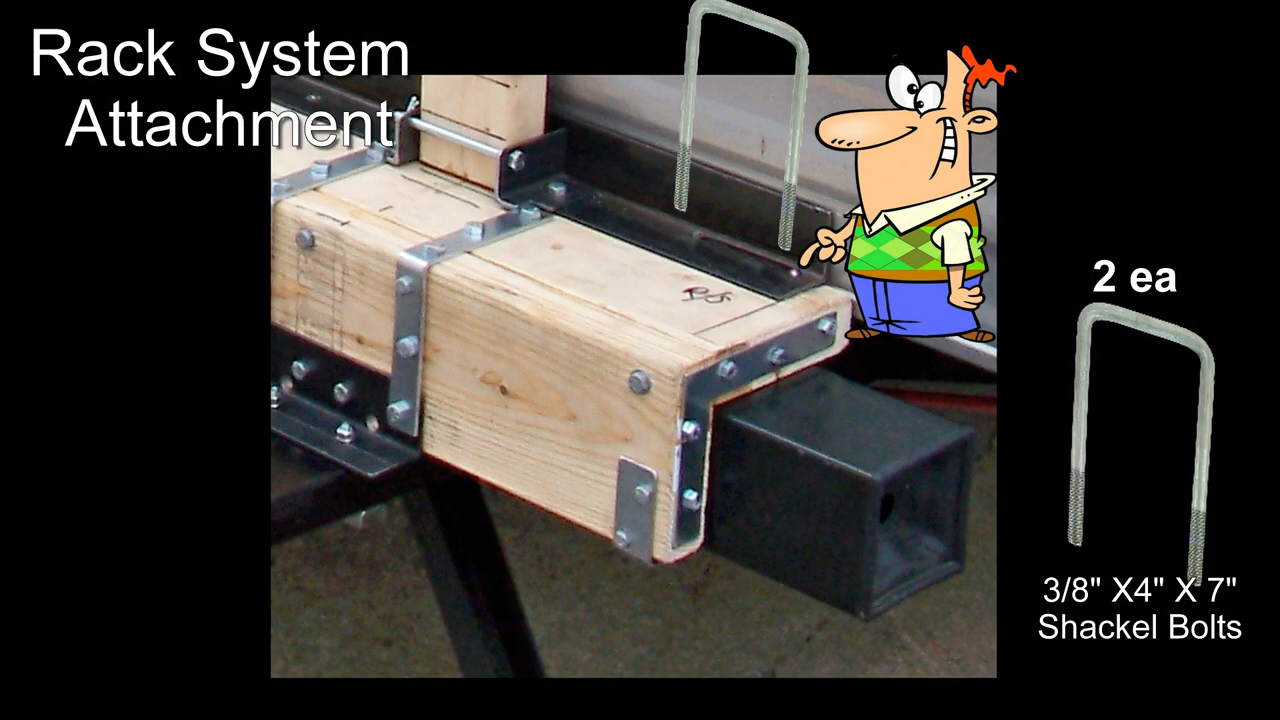 Rack System
Attachment
2 ea
3/8" X4" X 7"
Shackel Bolts